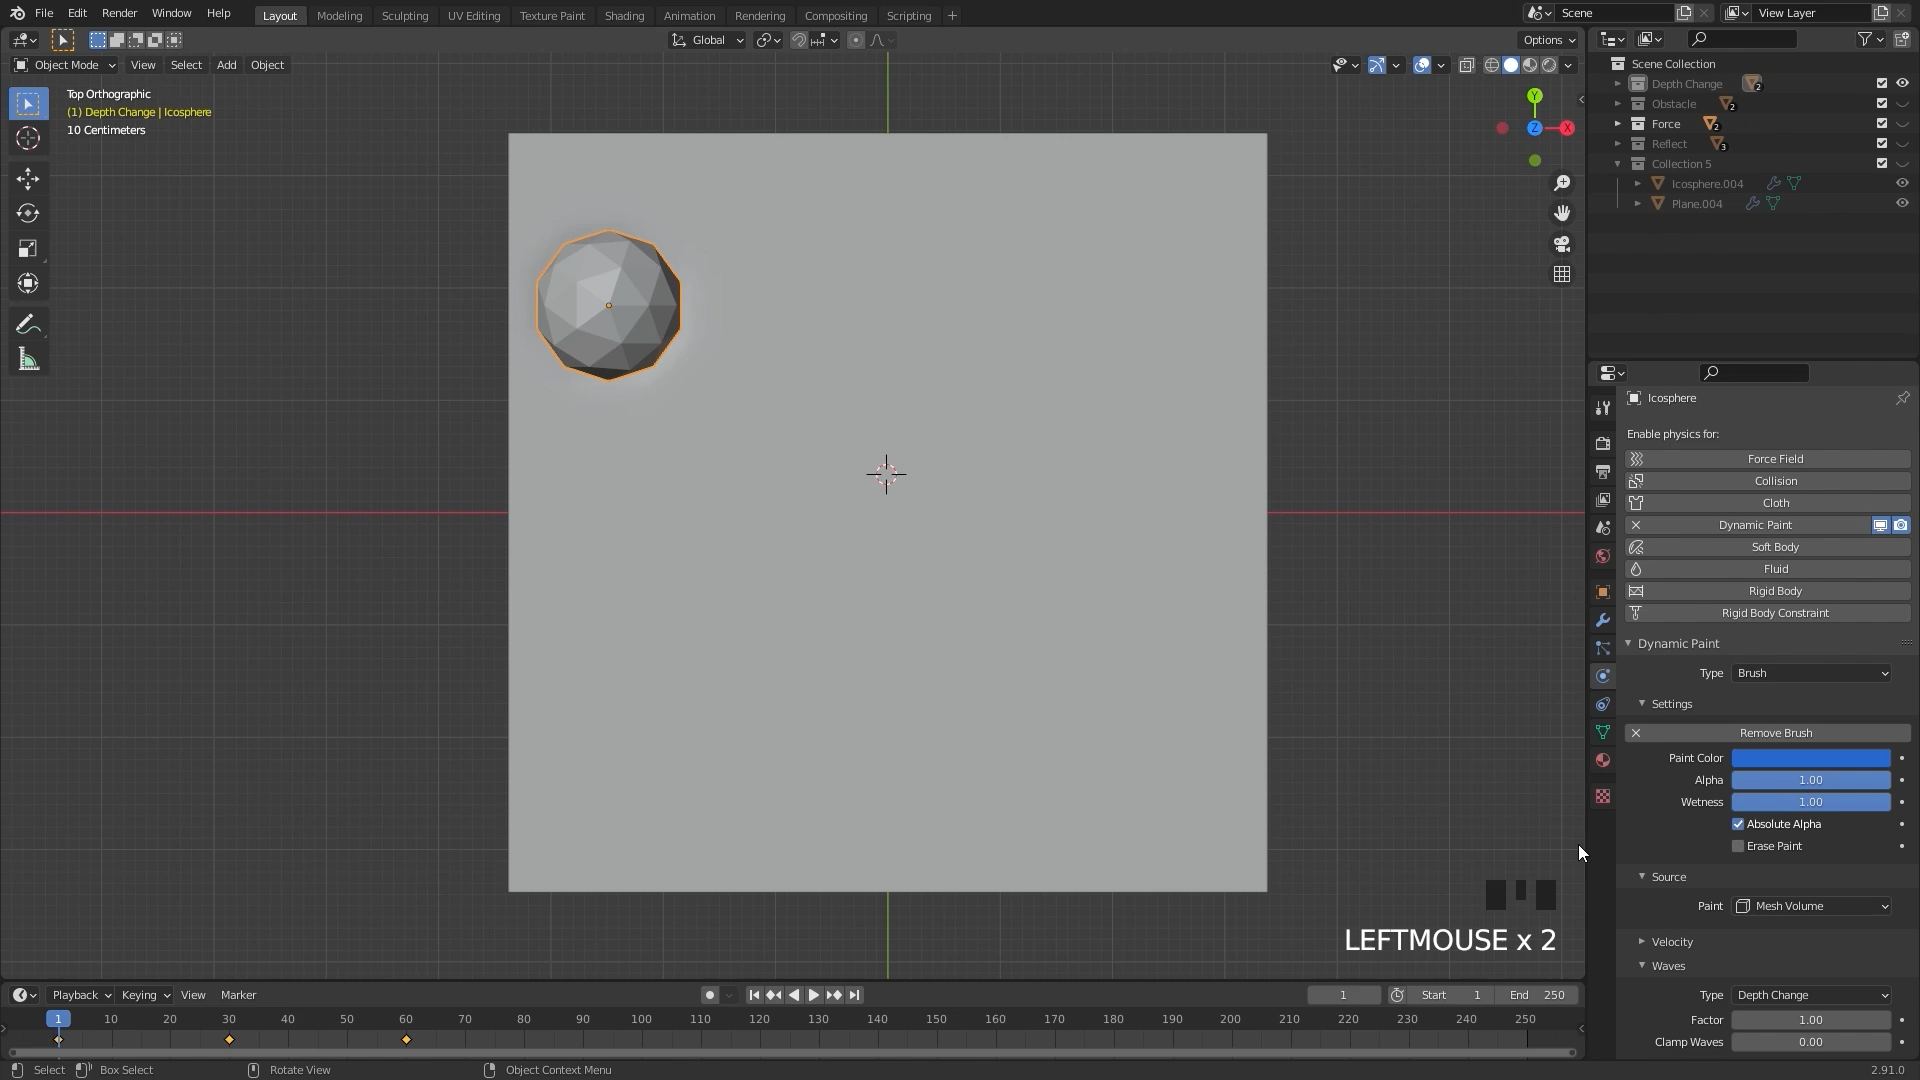 File Edit Render Window Help Layout Modeling Sculpting UV Editing Texture Paint Shading Animation Rendering Compositing Scripting + Scene View Layer
Global Options
Object Mode View Select Add Object
Top Orthographic
(1) Depth Change | Icosphere
10 Centimeters
Y
Z
X
Scene Collection
Depth Change 2
Obstacle 2
Force 2
Reflect 3
Collection 5
Icosphere.004
Plane.004
Icosphere
Enable physics for:
Force Field
Collision
Cloth
Dynamic Paint
Soft Body
Fluid
Rigid Body
Rigid Body Constraint
Dynamic Paint
Type Brush
Settings
Remove Brush
Paint Color
Alpha 1.00
Wetness 1.00
Absolute Alpha
Erase Paint
Source
Paint Mesh Volume
Velocity
Waves
Type Depth Change
Factor 1.00
Clamp Waves 0.00
LEFTMOUSE x 2
Playback Keying View Marker 1 Start 1 End 250
1 10 20 30 40 50 60 70 80 90 100 110 120 130 140 150 160 170 180 190 200 210 220 230 240 250
Select Box Select Rotate View Object Context Menu 2.91.0